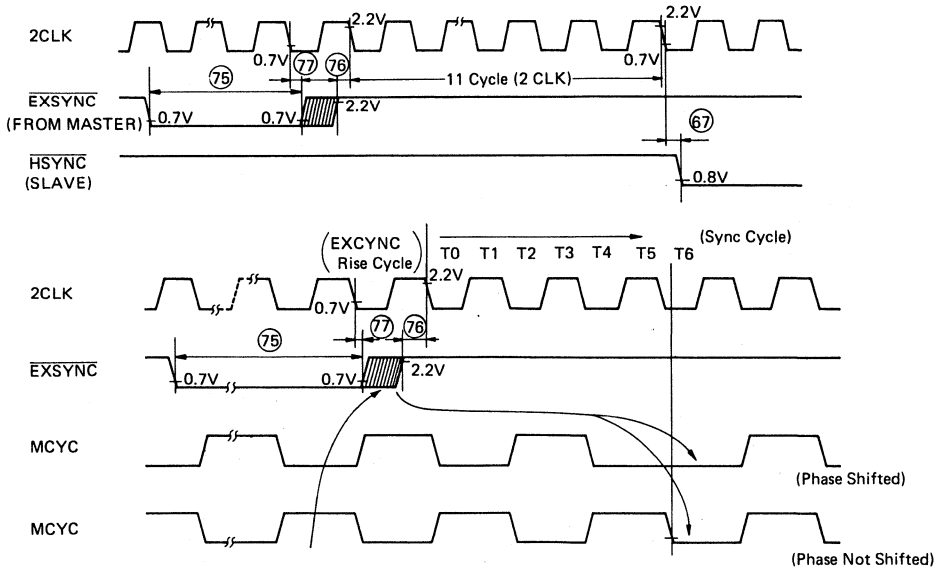 2CLK
2.2V
2.2V
0.7V
0.7V
75
77
76
11 Cycle (2 CLK)
EXSYNC
(FROM MASTER)
0.7V
0.7V
2.2V
67
HSYNC
(SLAVE)
0.8V
(EXCYNC
Rise Cycle)
T0 T1 T2 T3 T4 T5 T6
(Sync Cycle)
2CLK
2.2V
0.7V
75
77
76
EXSYNC
0.7V
0.7V
2.2V
MCYC
(Phase Shifted)
MCYC
(Phase Not Shifted)